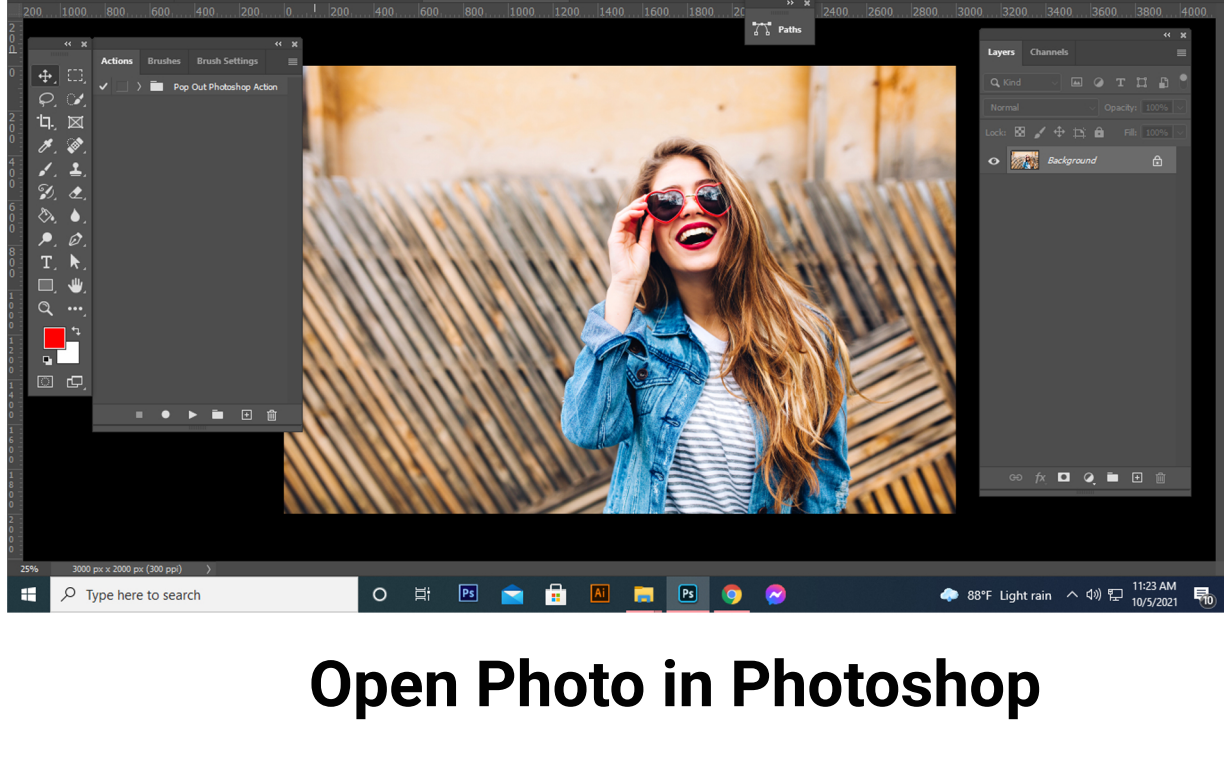 200 1000 800 600 400 200 0 200 400 600 800 1000 1200 1400 1600 1800 2400 2600 2800 3000 3200 3400 3600 3800 4000
Paths
Actions Brushes Brush Settings
Layers Channels
Pop Out Photoshop Action
Kind
Normal Opacity: 100%
Lock: Fill: 100%
Background
fx
25% 3000 px x 2000 px (300 ppi)
Type here to search
Ps Ai Ps
88°F Light rain
11:23 AM
10/5/2021
10
Open Photo in Photoshop